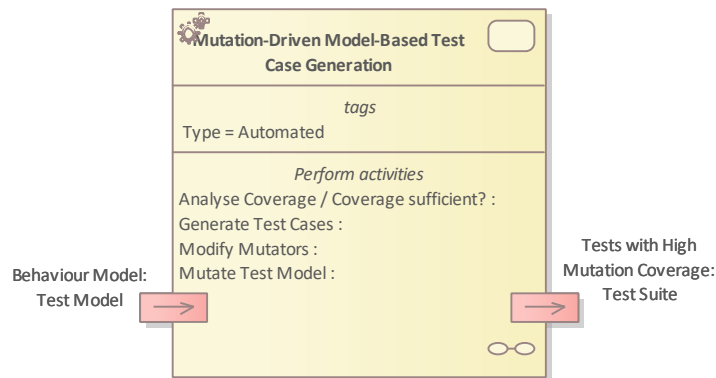 Mutation-Driven Model-Based Test
Case Generation
tags
Type = Automated
Perform activities
Analyse Coverage / Coverage sufficient? :
Generate Test Cases :
Modify Mutators :
Mutate Test Model :
Behaviour Model:
Test Model
Tests with High
Mutation Coverage:
Test Suite